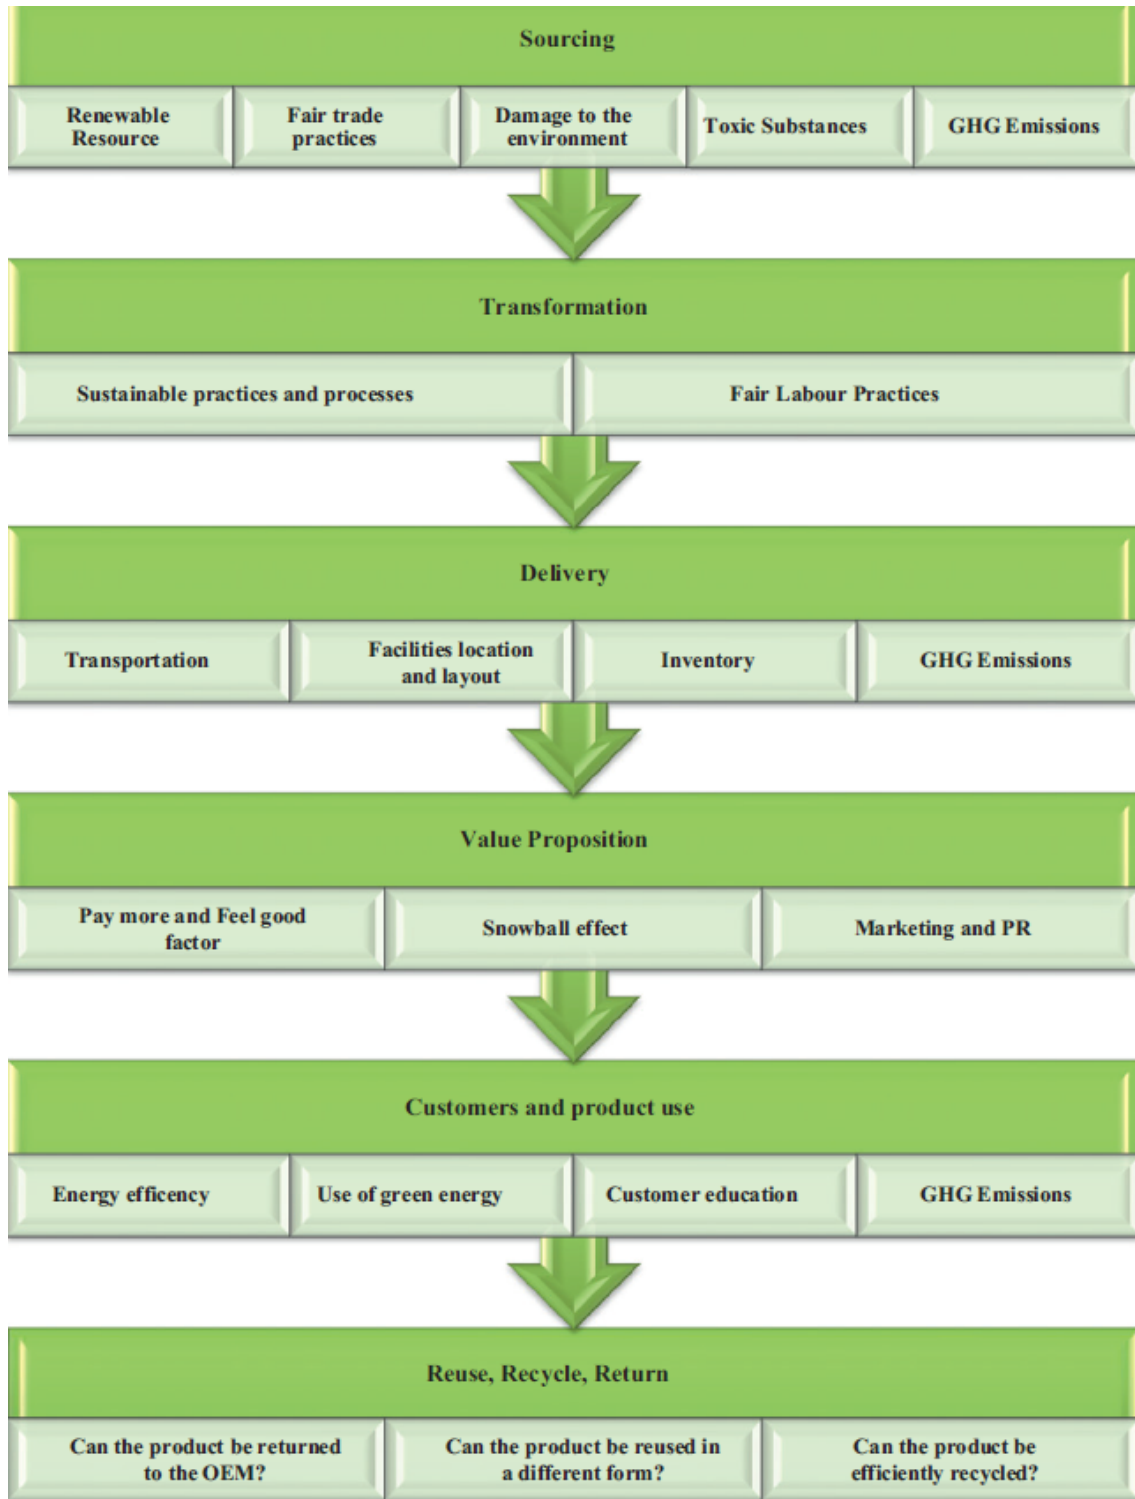 Sourcing
Renewable
Resource
Fair trade
practices
Damage to the
environment
Toxic Substances
GHG Emissions
Transformation
Sustainable practices and processes
Fair Labour Practices
Delivery
Transportation
Facilities location
and layout
Inventory
GHG Emissions
Value Proposition
Pay more and Feel good
factor
Snowball effect
Marketing and PR
Customers and product use
Energy efficency
Use of green energy
Customer education
GHG Emissions
Reuse, Recycle, Return
Can the product be returned
to the OEM?
Can the product be reused in
a different form?
Can the product be
efficiently recycled?